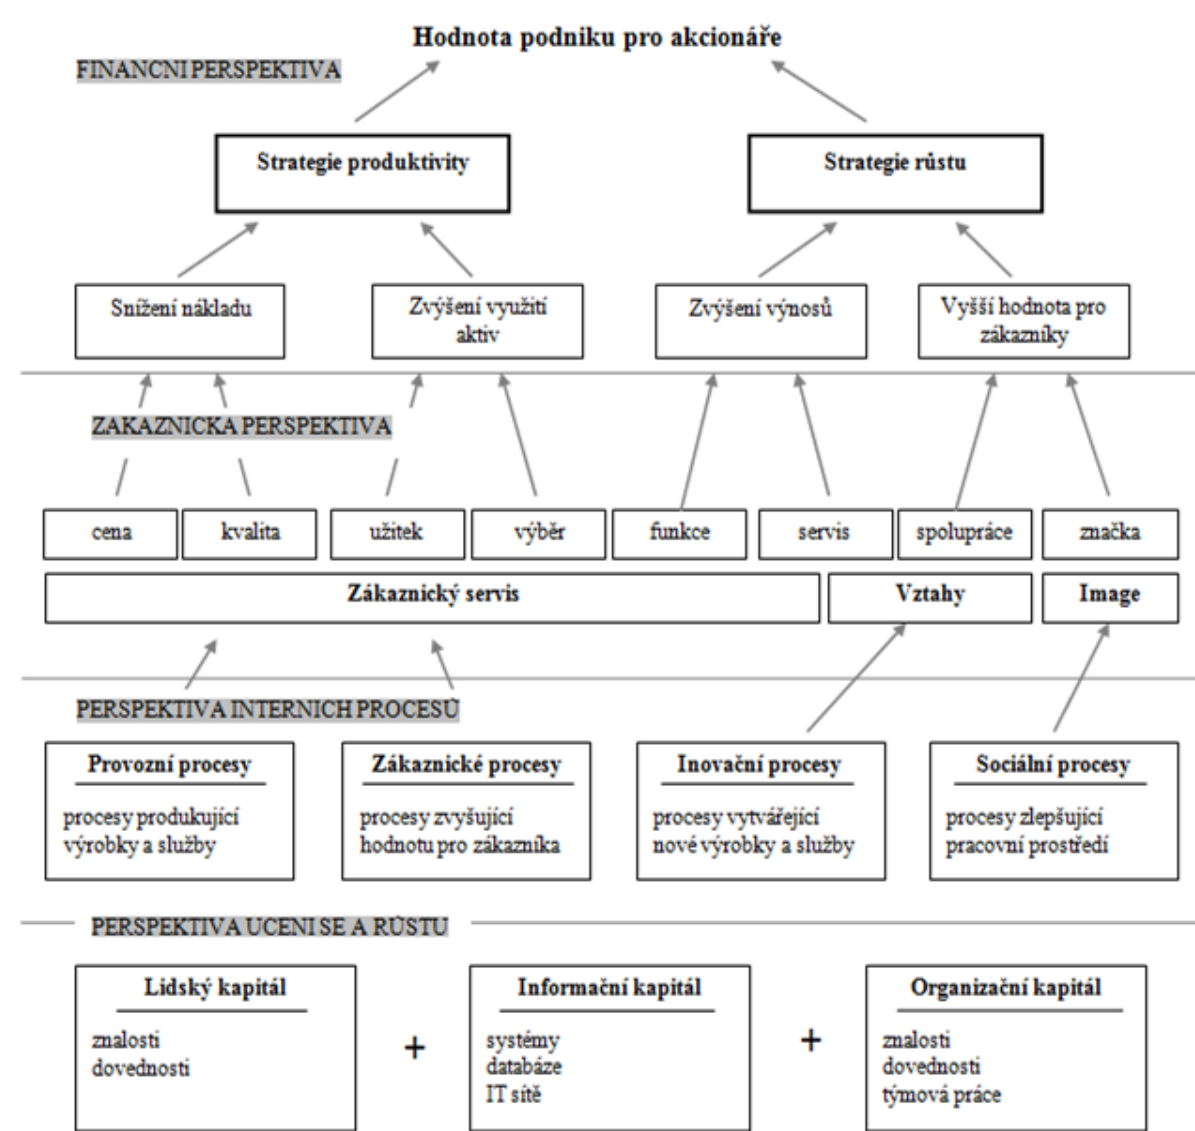 Hodnota podniku pro akcionáře
FINANCNI PERSPEKTIVA
Strategie produktivity
Strategie růstu
Snížení nákladu
Zvýšení využití
aktiv
Zvýšení výnosů
Vyšší hodnota pro
zákazníky
ZAKAZNICKA PERSPEKTIVA
cena
kvalita
užitek
výběr
funkce
servis
spolupráce
značka
Zákaznický servis
Vztahy
Image
PERSPEKTIVA INTERNICH PROCESŮ
Provozní procesy
procesy produkující
výrobky a služby
Zákaznické procesy
procesy zvyšující
hodnotu pro zákazníka
Inovační procesy
procesy vytvářející
nové výrobky a služby
Sociální procesy
procesy zlepšující
pracovní prostředí
PERSPEKTIVA UCENI SE A RŮSTU
Lidský kapitál
znalosti
dovednosti
+
Informační kapitál
systémy
databáze
IT sítě
+
Organizační kapitál
znalosti
dovednosti
týmová práce